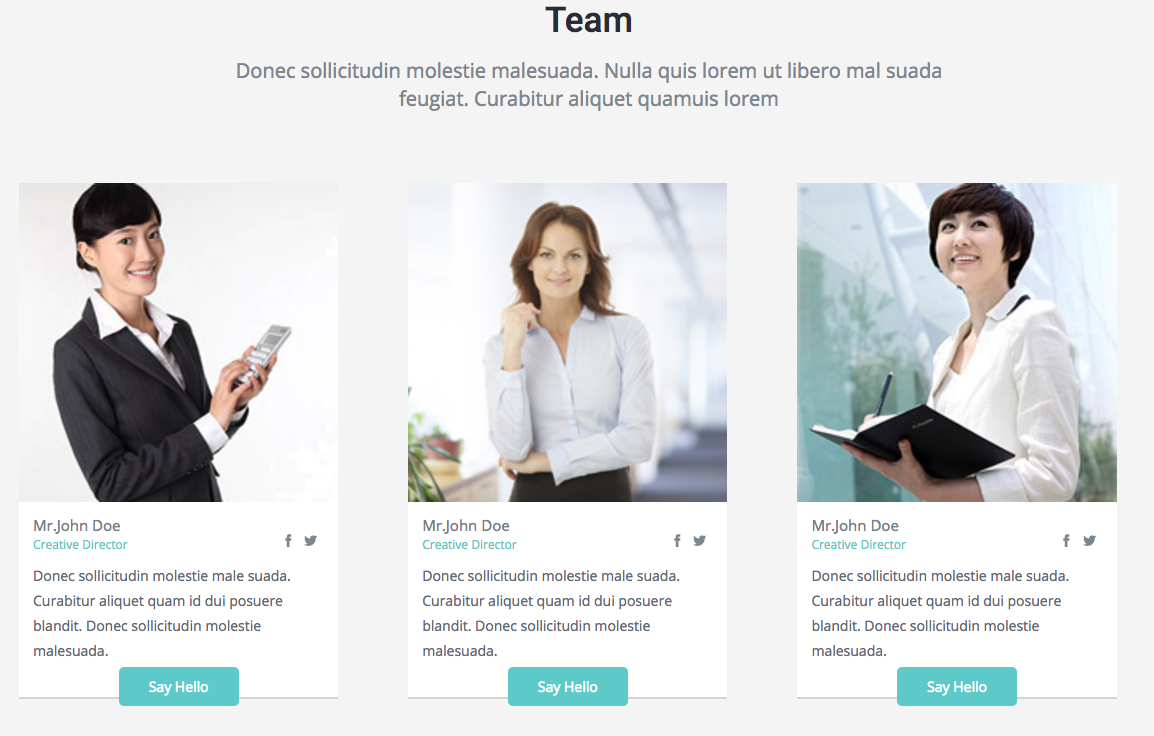 Team
Donec sollicitudin molestie malesuada. Nulla quis lorem ut libero mal suada
feugiat. Curabitur aliquet quamuis lorem
Mr.John Doe
Creative Director
Donec sollicitudin molestie male suada.
Curabitur aliquet quam id dui posuere
blandit. Donec sollicitudin molestie
malesuada.
Say Hello
Mr.John Doe
Creative Director
Donec sollicitudin molestie male suada.
Curabitur aliquet quam id dui posuere
blandit. Donec sollicitudin molestie
malesuada.
Say Hello
Mr.John Doe
Creative Director
Donec sollicitudin molestie male suada.
Curabitur aliquet quam id dui posuere
blandit. Donec sollicitudin molestie
malesuada.
Say Hello